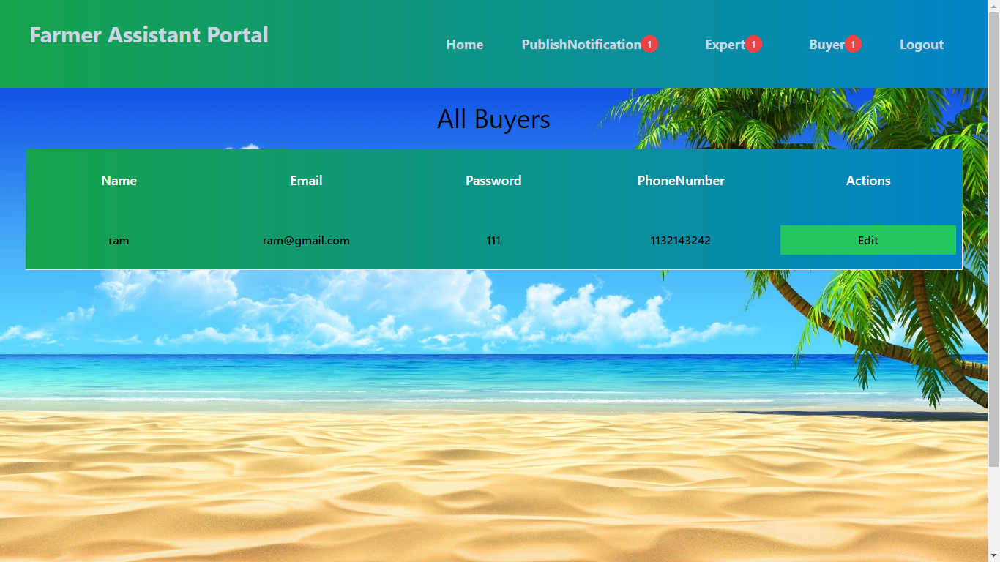 Farmer Assistant Portal
Home PublishNotification 1 Expert 1 Buyer 1 Logout
All Buyers
Name Email Password PhoneNumber Actions
ram ram@gmail.com 111 1132143242 Edit